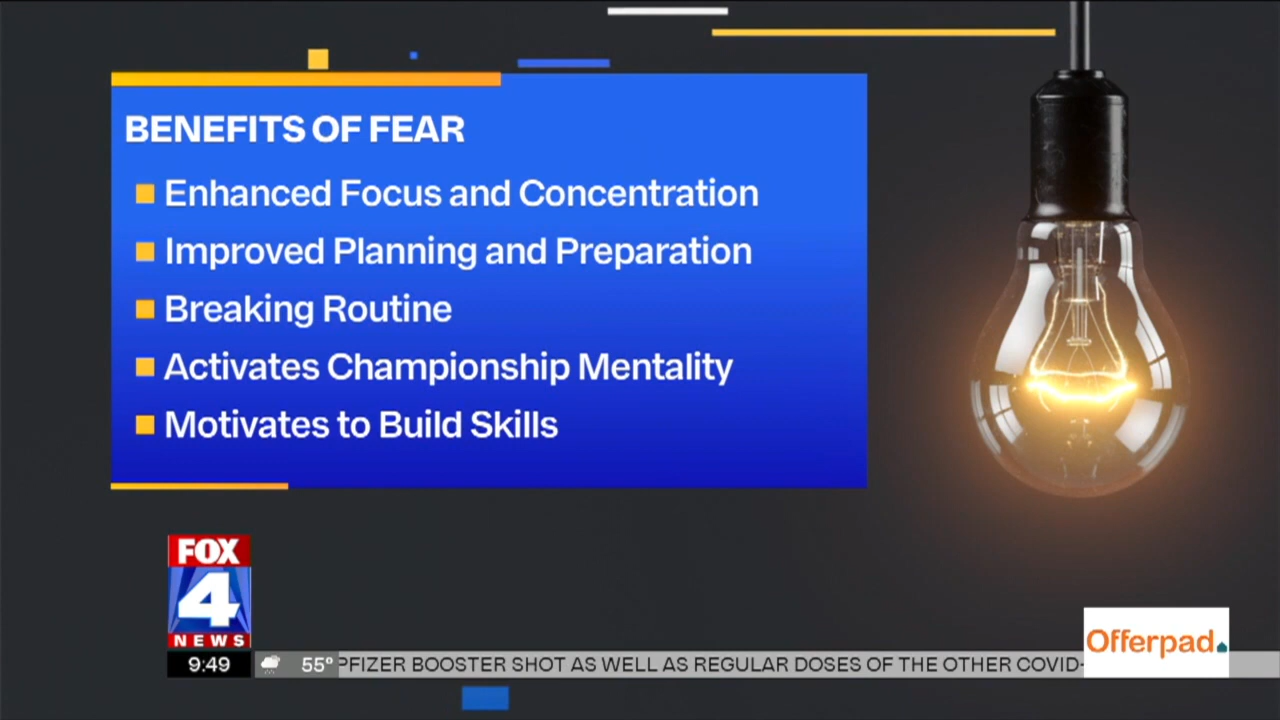 BENEFITS OF FEAR
Enhanced Focus and Concentration
Improved Planning and Preparation
Breaking Routine
Activates Championship Mentality
Motivates to Build Skills
FOX
4
NEWS
Offerpad
9:49
55° PFIZER BOOSTER SHOT AS WELL AS REGULAR DOSES OF THE OTHER COVID-